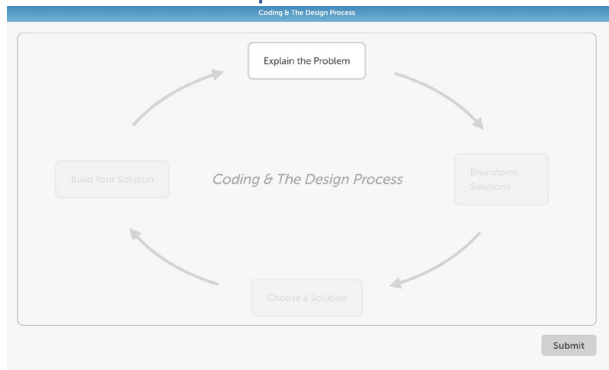 Coding & The Design Process
Explain the Problem
Build Your Solution
Coding & The Design Process
Brainstorm
Solutions
Choose a Solution
Submit